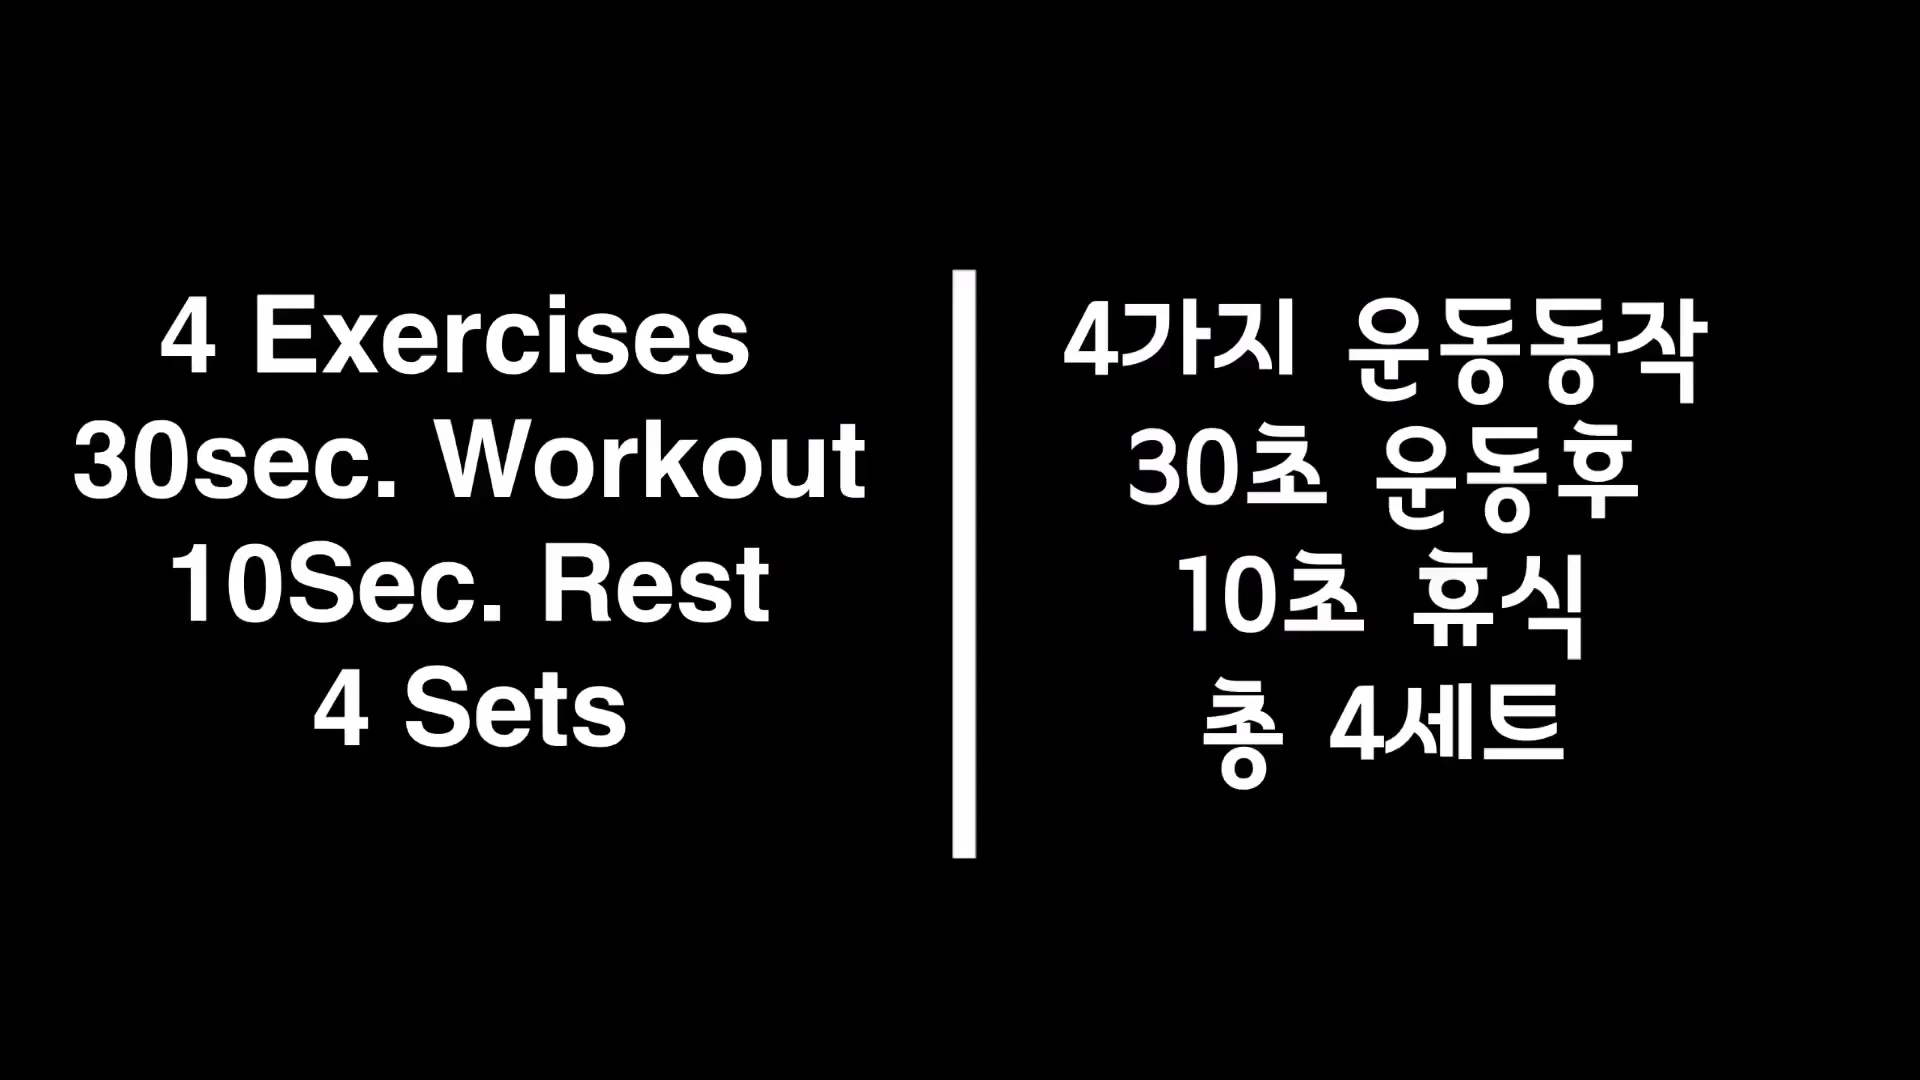 4 Exercises
30sec. Workout
10Sec. Rest
4 Sets
4가지 운동동작
30초 운동후
10초 휴식
총 4세트